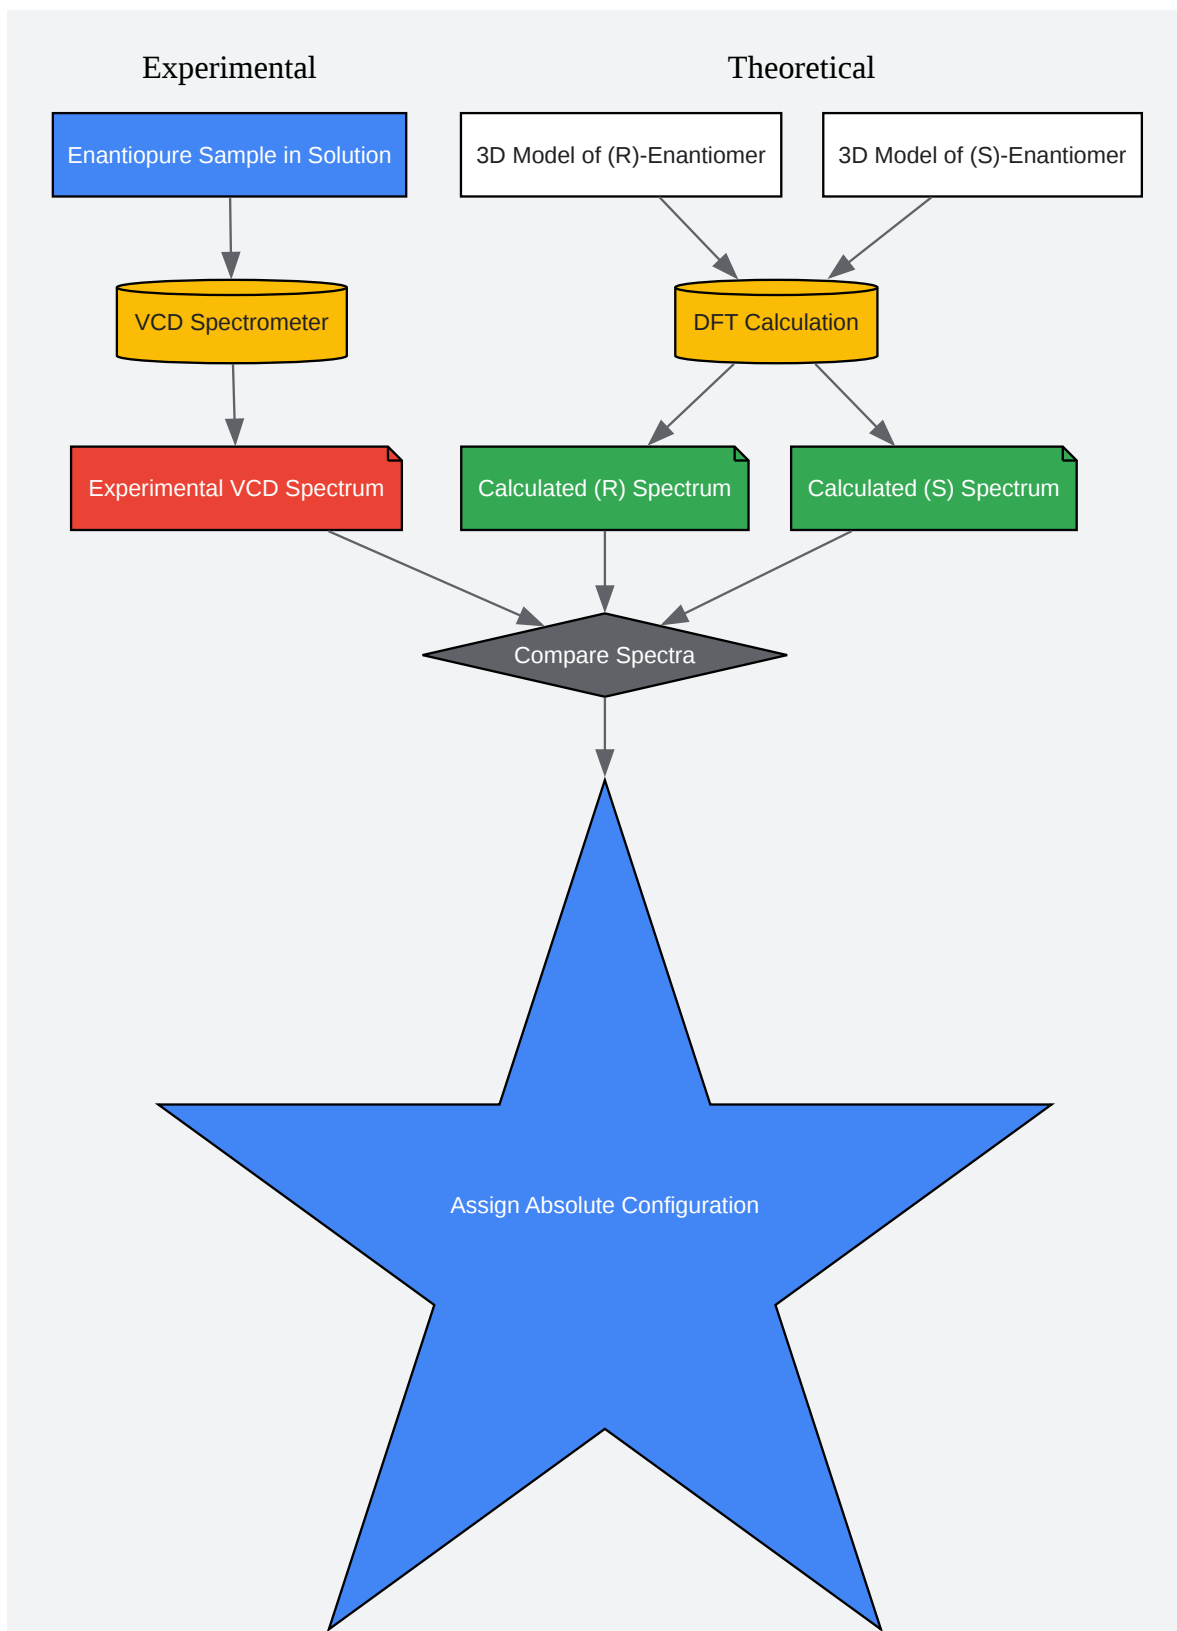 Experimental
Theoretical
Enantiopure Sample in Solution
3D Model of (R)-Enantiomer
3D Model of (S)-Enantiomer
VCD Spectrometer
DFT Calculation
Experimental VCD Spectrum
Calculated (R) Spectrum
Calculated (S) Spectrum
Compare Spectra
Assign Absolute Configuration